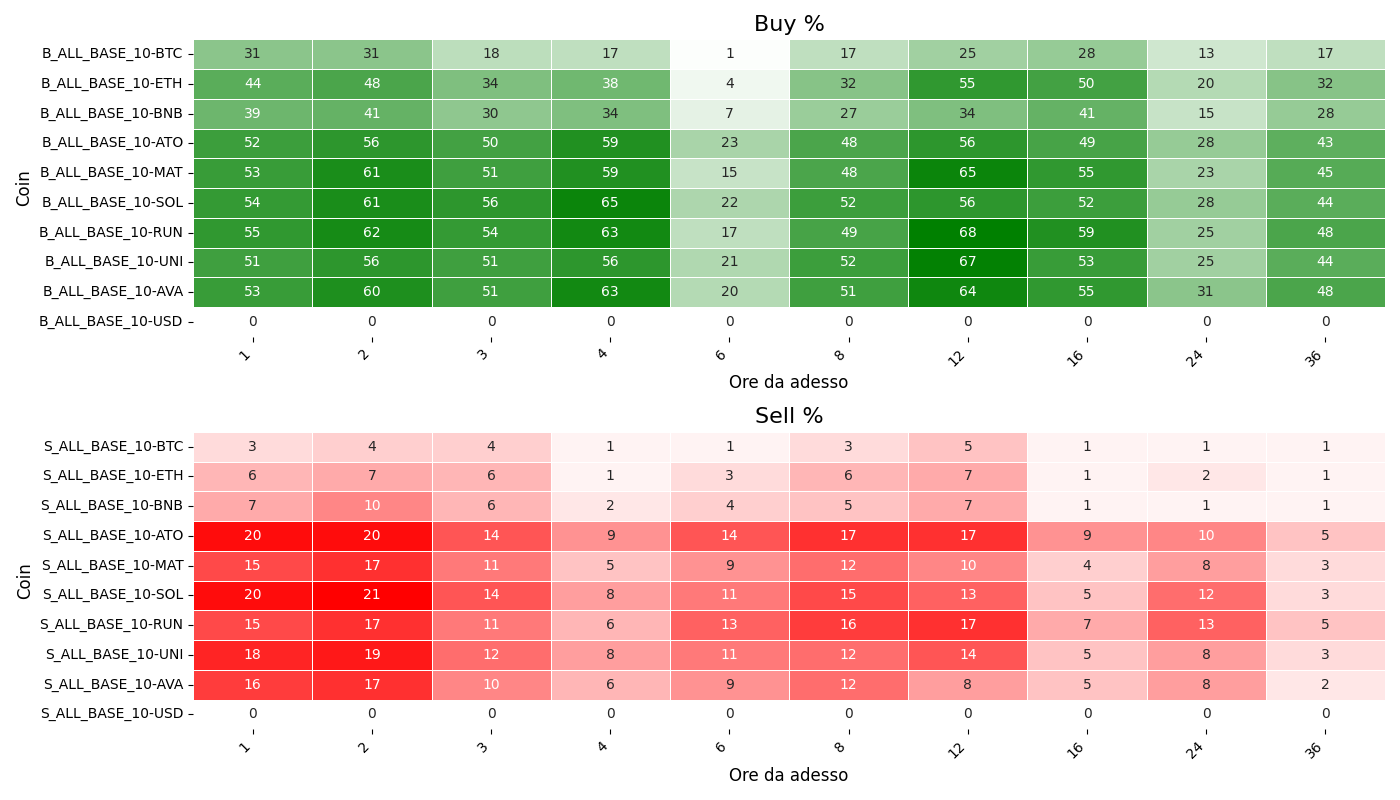 Buy %
Coin
B_ALL_BASE_10-BTC 31 31 18 17 1 17 25 28 13 17
B_ALL_BASE_10-ETH 44 48 34 38 4 32 55 50 20 32
B_ALL_BASE_10-BNB 39 41 30 34 7 27 34 41 15 28
B_ALL_BASE_10-ATO 52 56 50 59 23 48 56 49 28 43
B_ALL_BASE_10-MAT 53 61 51 59 15 48 65 55 23 45
B_ALL_BASE_10-SOL 54 61 56 65 22 52 56 52 28 44
B_ALL_BASE_10-RUN 55 62 54 63 17 49 68 59 25 48
B_ALL_BASE_10-UNI 51 56 51 56 21 52 67 53 25 44
B_ALL_BASE_10-AVA 53 60 51 63 20 51 64 55 31 48
B_ALL_BASE_10-USD 0 0 0 0 0 0 0 0 0 0
1 2 3 4 6 8 12 16 24 36
Ore da adesso
Sell %
Coin
S_ALL_BASE_10-BTC 3 4 4 1 1 3 5 1 1 1
S_ALL_BASE_10-ETH 6 7 6 1 3 6 7 1 2 1
S_ALL_BASE_10-BNB 7 10 6 2 4 5 7 1 1 1
S_ALL_BASE_10-ATO 20 20 14 9 14 17 17 9 10 5
S_ALL_BASE_10-MAT 15 17 11 5 9 12 10 4 8 3
S_ALL_BASE_10-SOL 20 21 14 8 11 15 13 5 12 3
S_ALL_BASE_10-RUN 15 17 11 6 13 16 17 7 13 5
S_ALL_BASE_10-UNI 18 19 12 8 11 12 14 5 8 3
S_ALL_BASE_10-AVA 16 17 10 6 9 12 8 5 8 2
S_ALL_BASE_10-USD 0 0 0 0 0 0 0 0 0 0
1 2 3 4 6 8 12 16 24 36
Ore da adesso